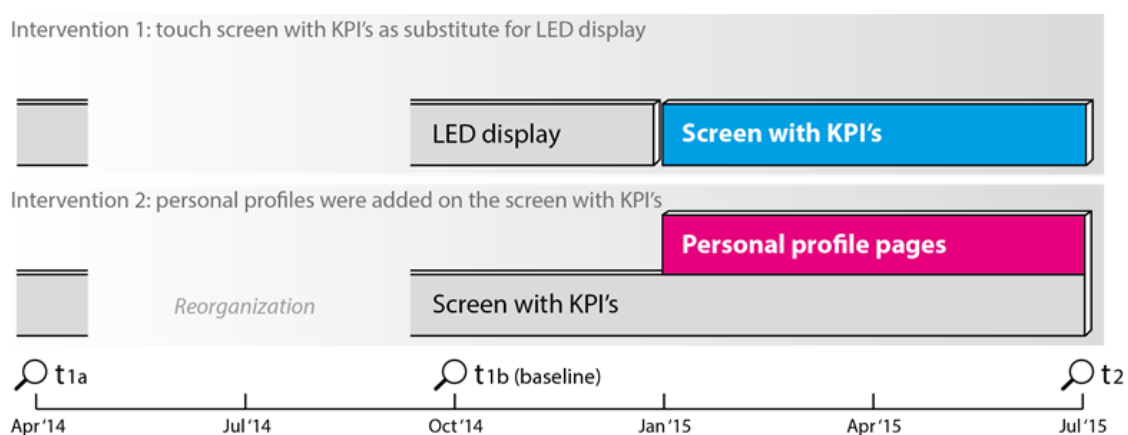 Intervention 1: touch screen with KPI's as substitute for LED display
LED display
Screen with KPI's
Intervention 2: personal profiles were added on the screen with KPI's
Personal profile pages
Reorganization
Screen with KPI's
t1a
t1b (baseline)
t2
Apr'14
Jul'14
Oct'14
Jan'15
Apr'15
Jul'15